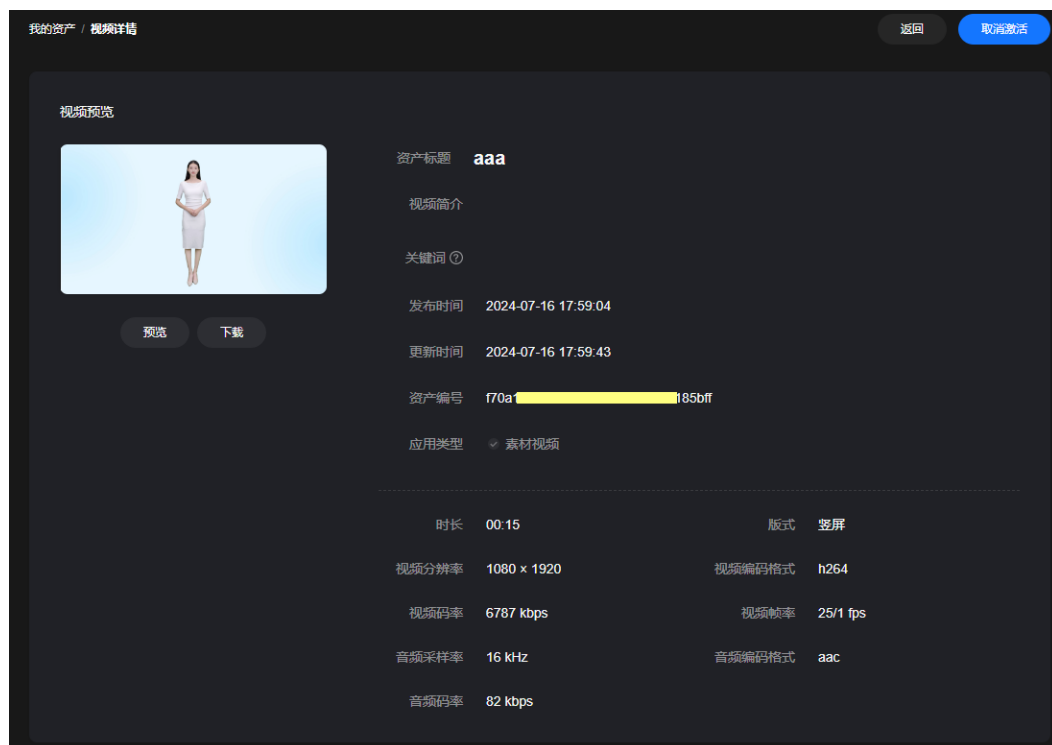 我的资产 / 视频详情
返回
取消激活
视频预览
预览
下载
资产标题 aaa
视频简介
关键词 ?
发布时间 2024-07-16 17:59:04
更新时间 2024-07-16 17:59:43
资产编号 f70a1 185bff
应用类型 素材视频
时长 00:15 版式 竖屏
视频分辨率 1080 × 1920 视频编码格式 h264
视频码率 6787 kbps 视频帧率 25/1 fps
音频采样率 16 kHz 音频编码格式 aac
音频码率 82 kbps